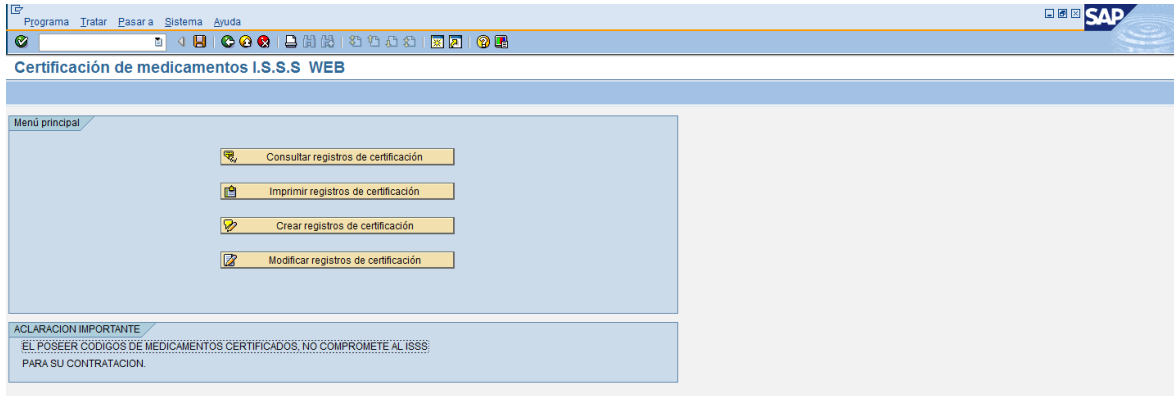 Programa Tratar Pasar a Sistema Ayuda
SAP
Certificación de medicamentos I.S.S.S WEB
Menú principal
Consultar registros de certificación
Imprimir registros de certificación
Crear registros de certificación
Modificar registros de certificación
ACLARACION IMPORTANTE
EL POSEER CODIGOS DE MEDICAMENTOS CERTIFICADOS, NO COMPROMETE AL ISSS
PARA SU CONTRATACION.